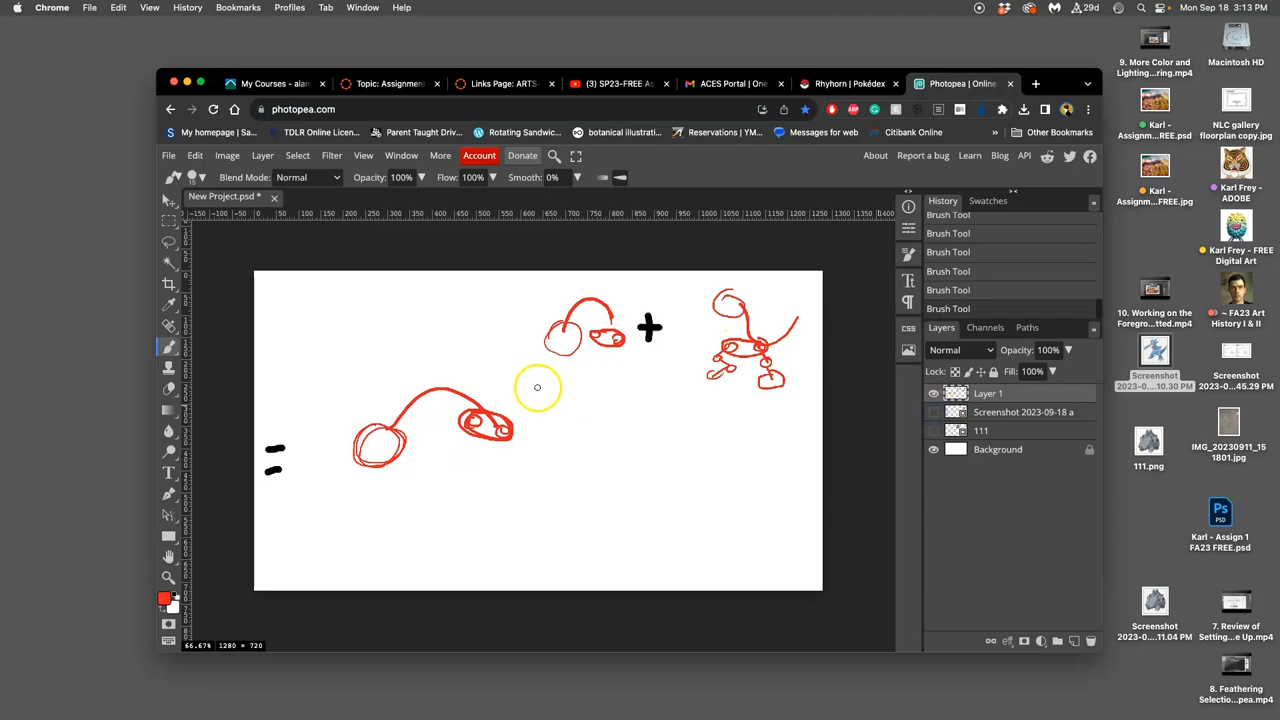 Chrome File Edit View History Bookmarks Profiles Tab Window Help
29d
Mon Sep 18 3:13 PM
My Courses - alam
Topic: Assignment
Links Page: ARTS-
(3) SP23-FREE As
ACES Portal | One
Rhyhorn | Pokédex
Photopea | Online
photopea.com
My homepage | Sa...
TDLR Online Licen...
Parent Taught Driv...
Rotating Sandwic...
botanical illustrati...
Reservations | YM...
Messages for web
Citibank Online
»
Other Bookmarks
File Edit Image Layer Select Filter View Window More Account Donate
About Report a bug Learn Blog API
15
Blend Mode: Normal
Opacity: 100%
Flow: 100%
Smooth: 0%
New Project.psd *
History Swatches
Brush Tool
Brush Tool
Brush Tool
Brush Tool
Brush Tool
Brush Tool
Layers Channels Paths
Normal Opacity: 100%
Lock: Fill: 100%
Layer 1
Screenshot 2023-09-18 a
111
Background
CSS
+
=
66.67% 1280 × 720
9. More Color and Lighting...ring.mp4
Macintosh HD
Karl - Assignm...REE.psd
NLC gallery floorplan copy.jpg
Karl - Assignm...FREE.jpg
Karl Frey - ADOBE
Karl Frey - FREE Digital Art
10. Working on the Foregro...tted.mp4
~ FA23 Art History I & II
Screenshot 2023-0...10.30 PM
Screenshot 2023-0...45.29 PM
111.png
IMG_20230911_151801.jpg
Karl - Assign 1 FA23 FREE.psd
Screenshot 2023-0...11.04 PM
7. Review of Setting...e Up.mp4
8. Feathering Selectio...pea.mp4